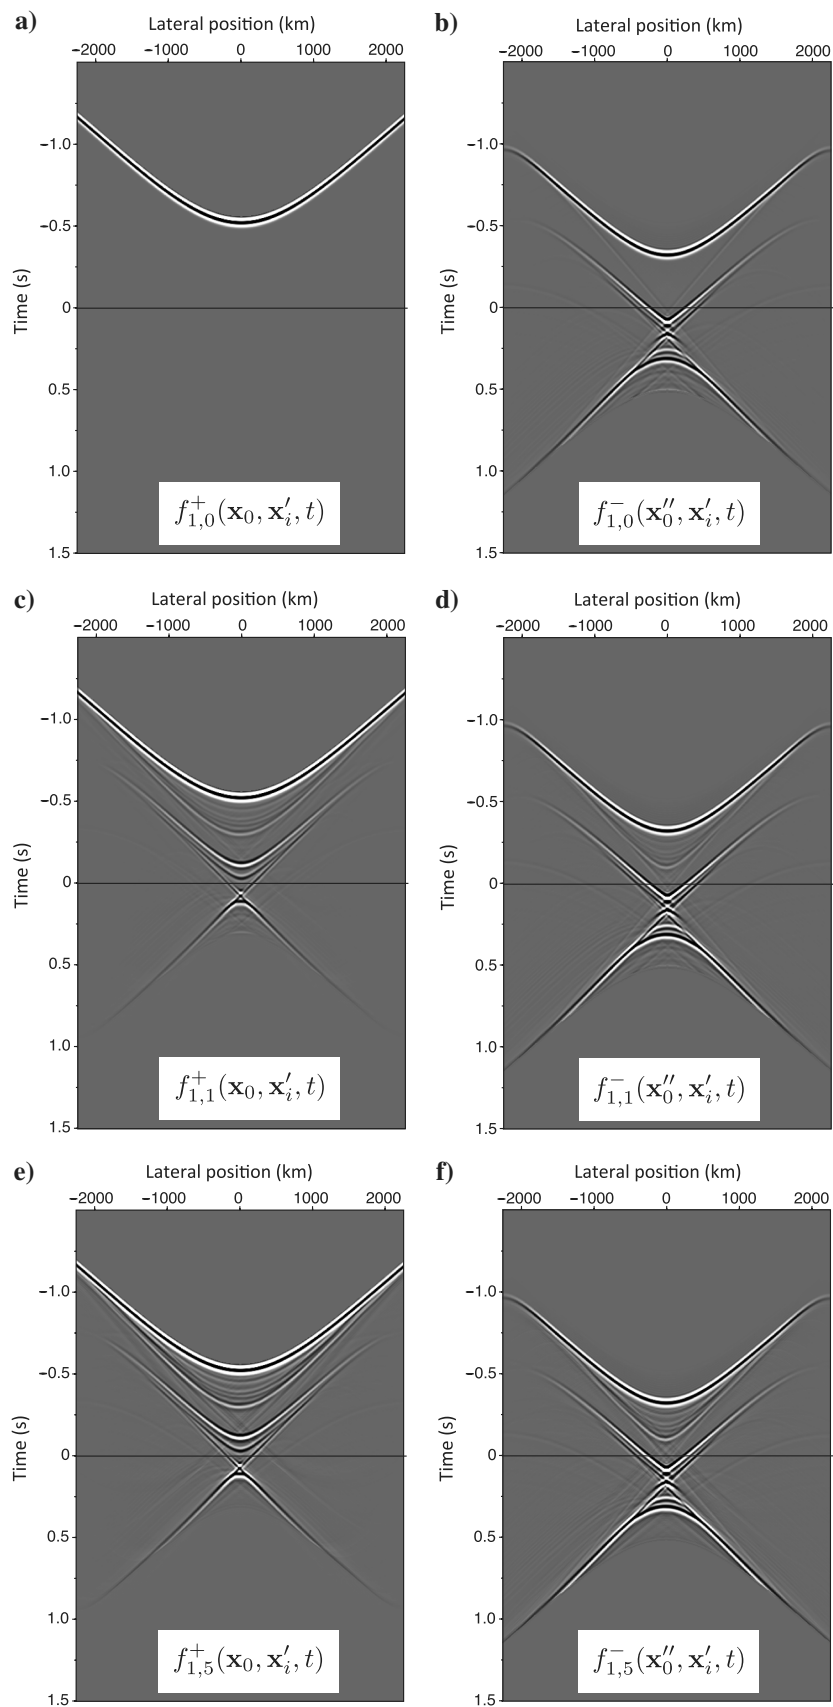 a)
Lateral position (km)
−2000 −1000 0 1000 2000
−1.0
−0.5
0
0.5
1.0
1.5
Time (s)
f⁺₁,₀(x₀, x′ᵢ, t)
b)
Lateral position (km)
−2000 −1000 0 1000 2000
−1.0
−0.5
0
0.5
1.0
1.5
Time (s)
f⁻₁,₀(x″₀, x′ᵢ, t)
c)
Lateral position (km)
−2000 −1000 0 1000 2000
−1.0
−0.5
0
0.5
1.0
1.5
Time (s)
f⁺₁,₁(x₀, x′ᵢ, t)
d)
Lateral position (km)
−2000 −1000 0 1000 2000
−1.0
−0.5
0
0.5
1.0
1.5
Time (s)
f⁻₁,₁(x″₀, x′ᵢ, t)
e)
Lateral position (km)
−2000 −1000 0 1000 2000
−1.0
−0.5
0
0.5
1.0
1.5
Time (s)
f⁺₁,₅(x₀, x′ᵢ, t)
f)
Lateral position (km)
−2000 −1000 0 1000 2000
−1.0
−0.5
0
0.5
1.0
1.5
Time (s)
f⁻₁,₅(x″₀, x′ᵢ, t)